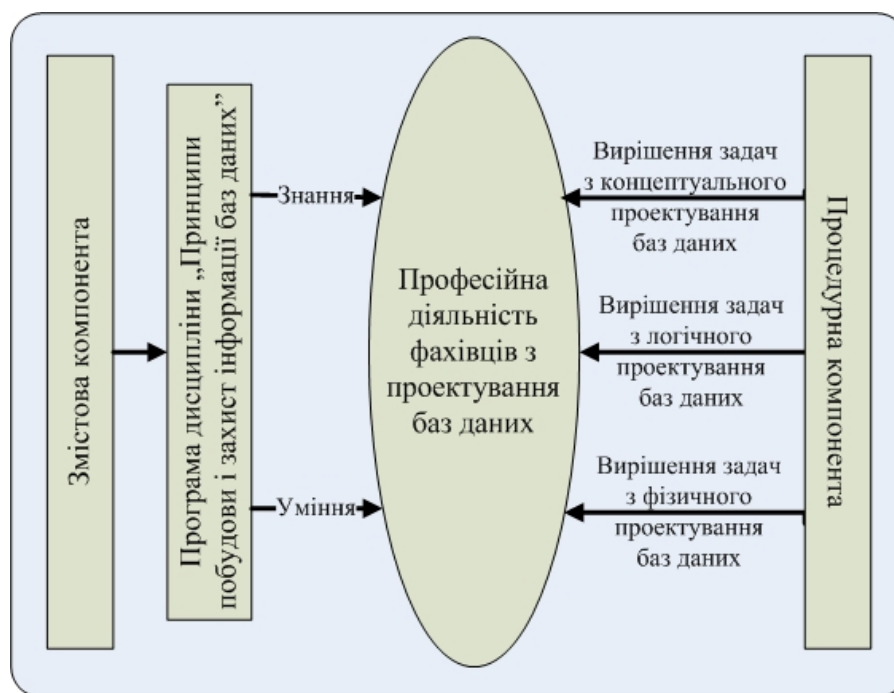 Змістова компонента
Програма дисципліни „Принципи
побудови і захист інформації баз даних”
Знання
Уміння
Професійна
діяльність
фахівців з
проектування
баз даних
Вирішення задач
з концептуального
проектування
баз даних
Вирішення задач
з логічного
проектування
баз даних
Вирішення задач
з фізичного
проектування
баз даних
Процедурна компонента